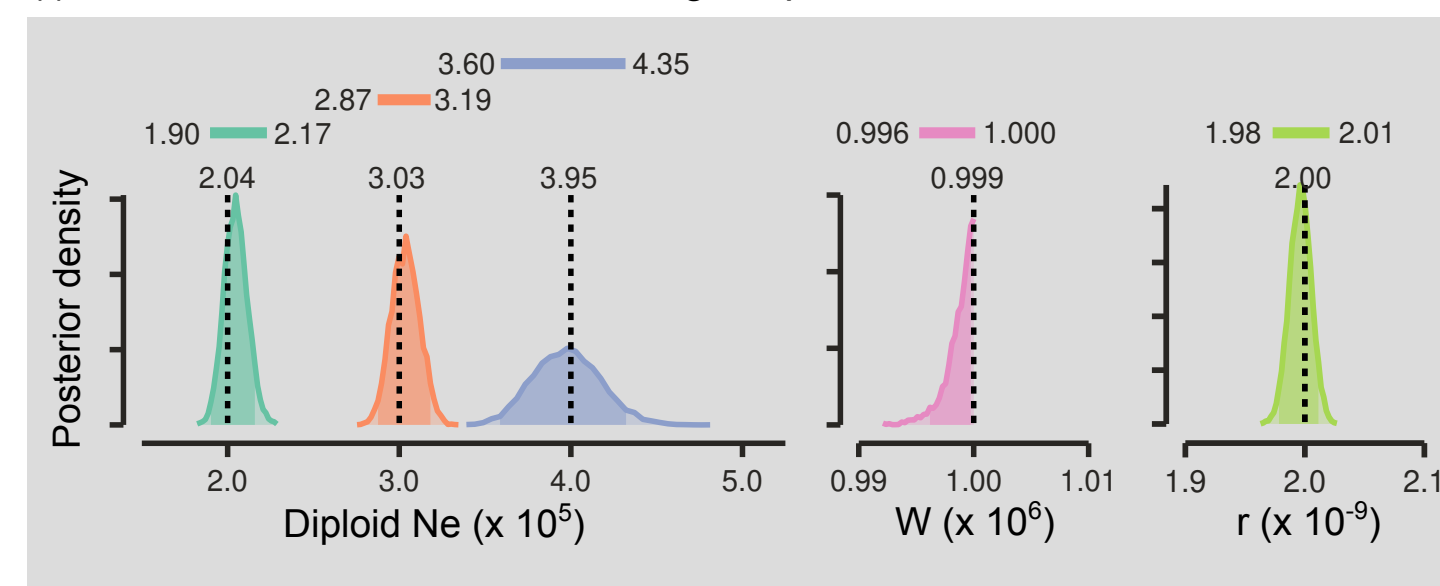 3.60 4.35
2.87 3.19
1.90 2.17
0.996 1.000
1.98 2.01
2.04 3.03 3.95
0.999
2.00
Posterior density
2.0 3.0 4.0 5.0
0.99 1.00 1.01
1.9 2.0 2.1
Diploid Ne (x 10⁵)
W (x 10⁶)
r (x 10⁻⁹)